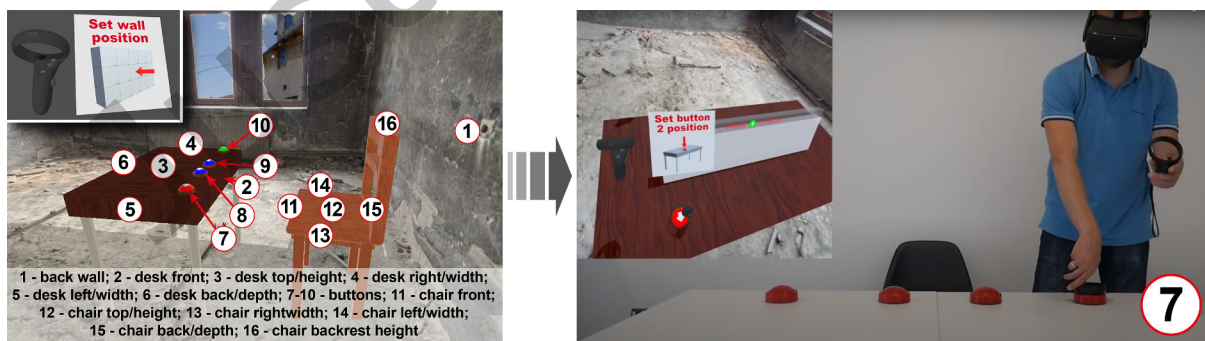 Set wall
position
10
16
1
4
6
3
9
14
2
11
12
15
5
8
13
7
1 - back wall; 2 - desk front; 3 - desk top/height; 4 - desk right/width;
5 - desk left/width; 6 - desk back/depth; 7-10 - buttons; 11 - chair front;
12 - chair top/height; 13 - chair rightwidth; 14 - chair left/width;
15 - chair back/depth; 16 - chair backrest height
Set button
2 position
7